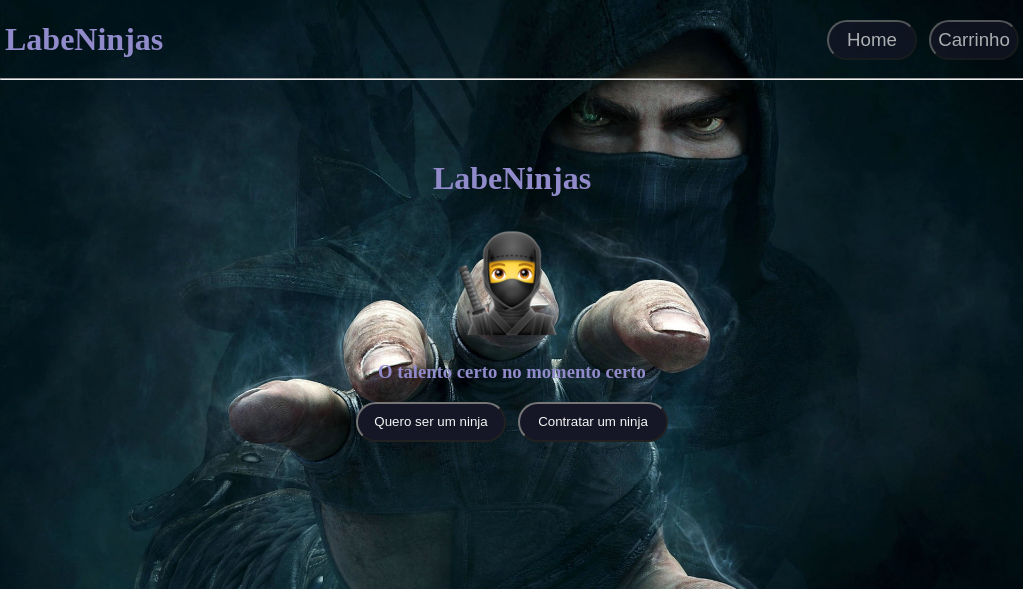 LabeNinjas
Home
Carrinho
LabeNinjas
O talento certo no momento certo
Quero ser um ninja
Contratar um ninja